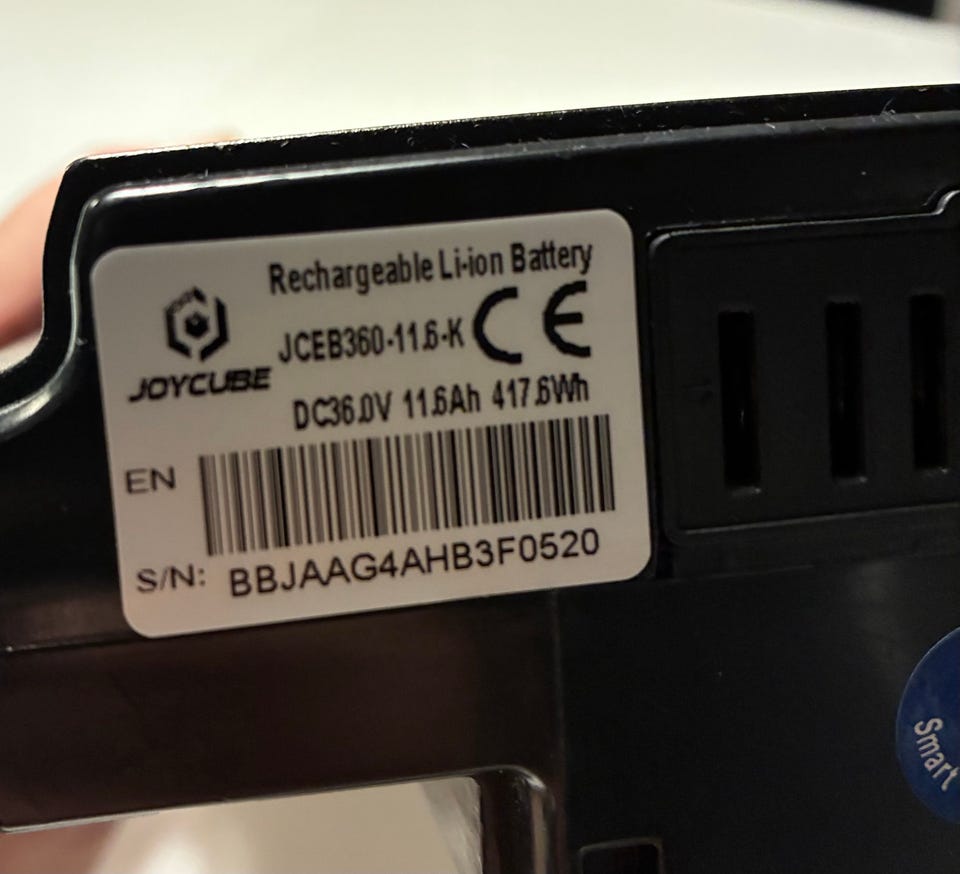 Rechargeable Li-ion Battery
JCEB360-11.6-K CE
JOYCUBE
DC36.0V 11.6Ah 417.6Wh
EN
S/N: BBJAAG4AHB3F0520
Smart